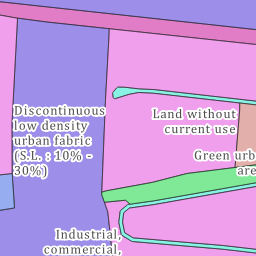 Discontinuous
low density
urban fabric
(S.L. : 10% -
30%)
Land without
current use
Green urb
are
Industrial,
commercial,